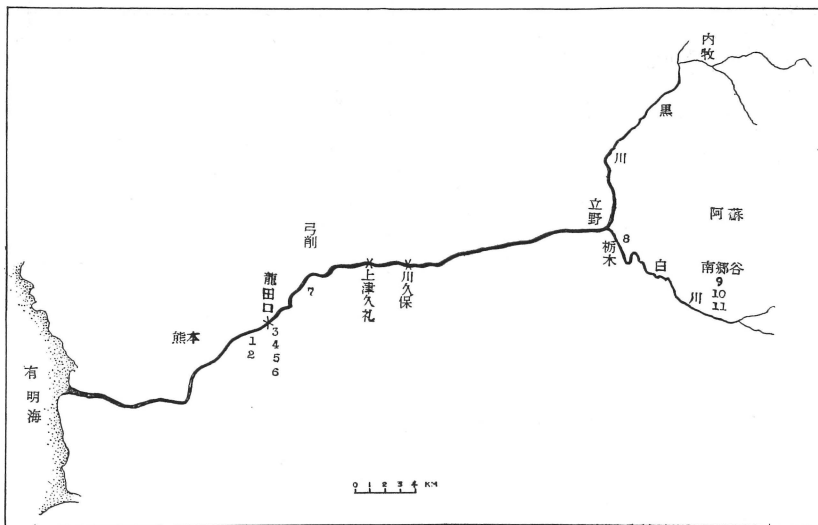 内牧
黒
川
立野
阿蘇
弓削
栃木
8
白
南郷谷
9
10
11
川
龍田口
7
上津久礼
川久保
熊本
1
2
3
4
5
6
有明海
0 1 2 3 4 KM